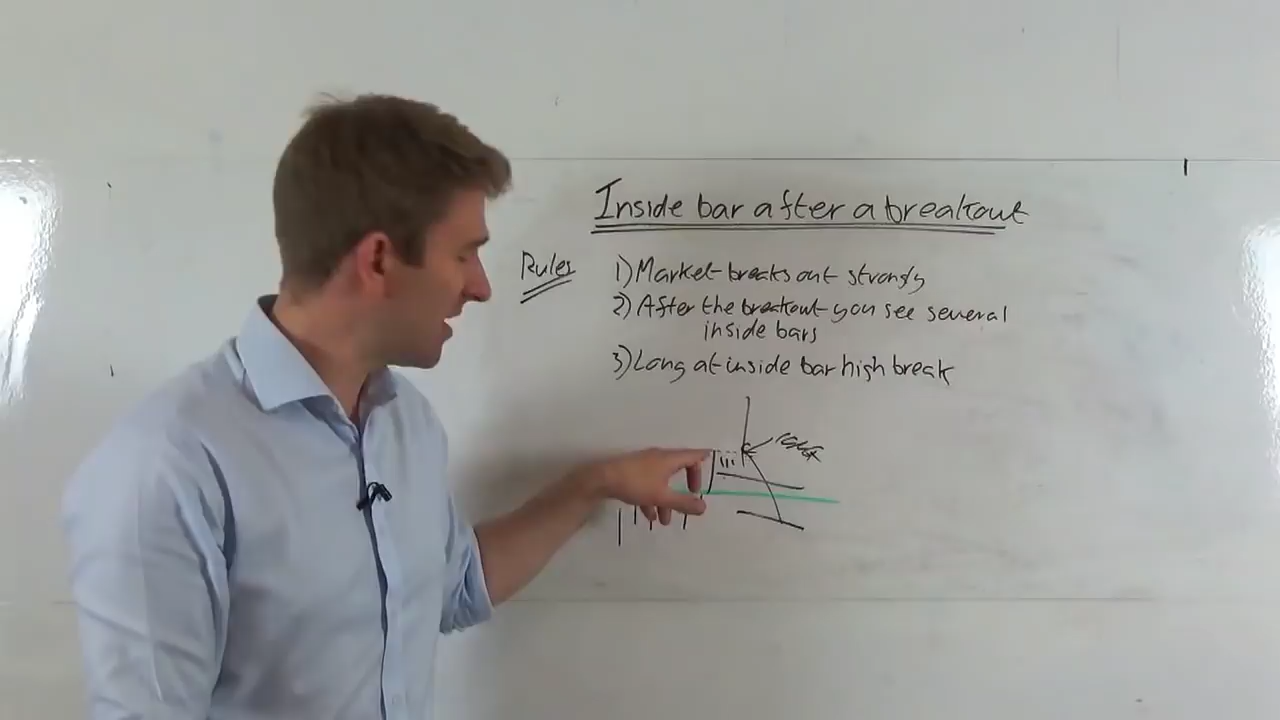 Inside bar after a breakout
Rules
1) Market breaks out strongly
2) After the breakout you see several
inside bars
3) Long at inside bar high break